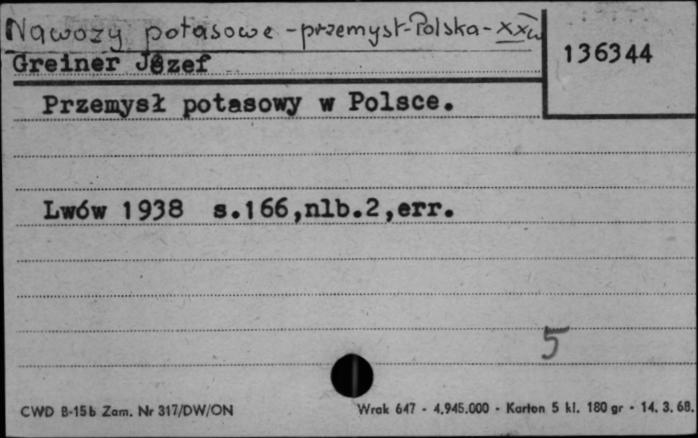 Nawozy potasowe - przemysł - Polska - XXw
136344
Greiner Józef
Przemysł potasowy w Polsce.
Lwów 1938 s.166,nlb.2,err.
5
CWD B-15b Zam. Nr 317/DW/ON Wrak 647 - 4.945.000 - Karton 5 kl. 180 gr - 14. 3. 68.